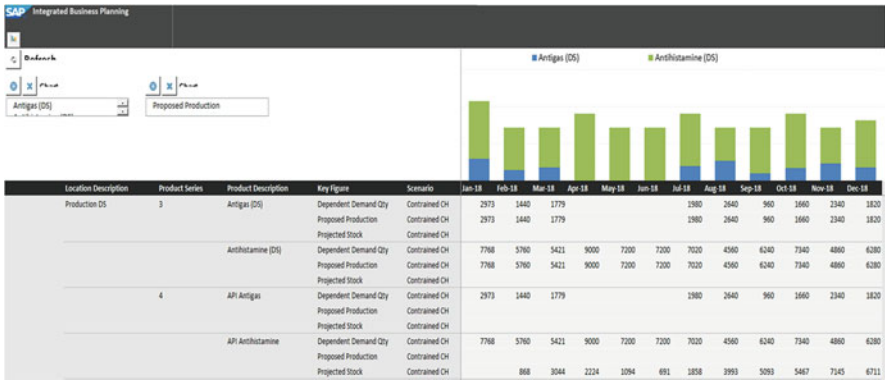 SAP Integrated Business Planning
Refresh
Chart Chart
Antigas (DS) Proposed Production
Antigas (DS) Antihistamine (DS)
Location Description Product Series Product Description Key Figure Scenario Jan-18 Feb-18 Mar-18 Apr-18 May-18 Jun-18 Jul-18 Aug-18 Sep-18 Oct-18 Nov-18 Dec-18
Production DS 3 Antigas (DS) Dependent Demand Qty Contrained CH 2973 1440 1779 1980 2640 960 1660 2340 1820
Proposed Production Contrained CH 2973 1440 1779 1980 2640 960 1660 2340 1820
Projected Stock Contrained CH
Antihistamine (DS) Dependent Demand Qty Contrained CH 7768 5760 5421 9000 7200 7200 7020 4560 6240 7340 4860 6280
Proposed Production Contrained CH 7768 5760 5421 9000 7200 7200 7020 4560 6240 7340 4860 6280
Projected Stock Contrained CH
4 API Antigas Dependent Demand Qty Contrained CH 2973 1440 1779 1980 2640 960 1660 2340 1820
Proposed Production Contrained CH
Projected Stock Contrained CH
API Antihistamine Dependent Demand Qty Contrained CH 7768 5760 5421 9000 7200 7200 7020 4560 6240 7340 4860 6280
Proposed Production Contrained CH
Projected Stock Contrained CH 868 3044 2224 1094 691 1858 3993 5093 5467 7145 6711